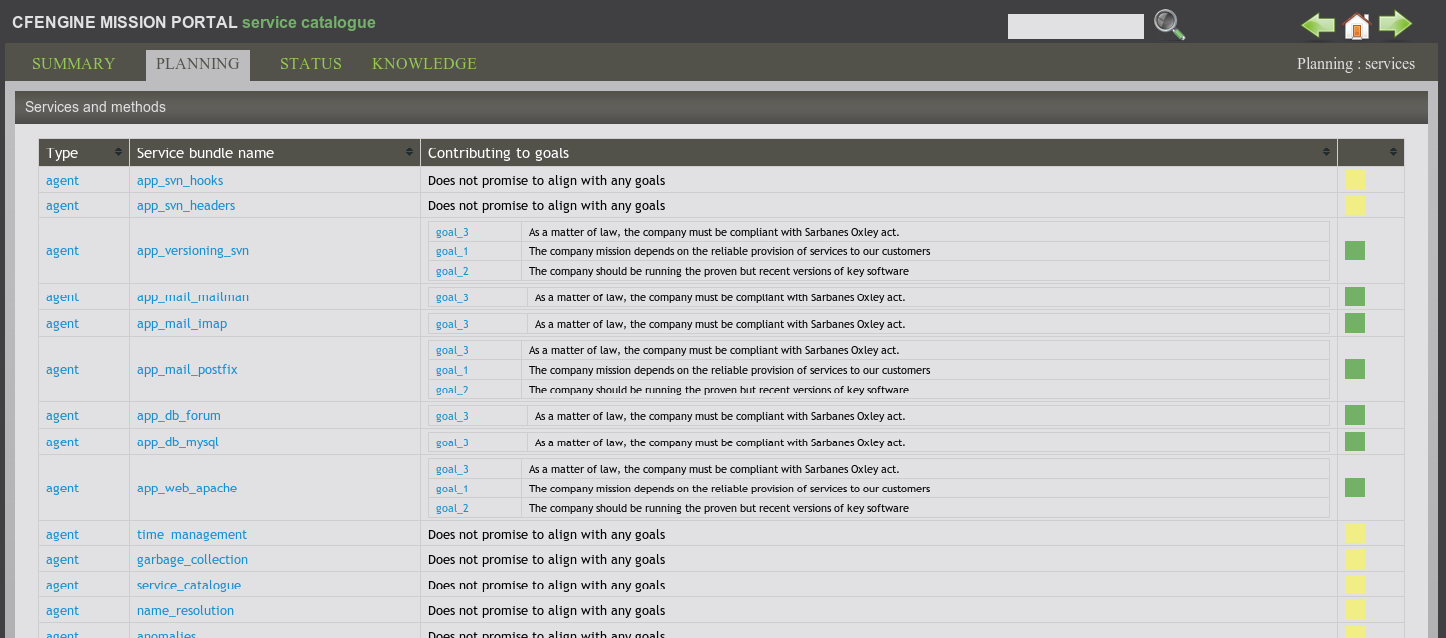 CFENGINE MISSION PORTAL service catalogue
SUMMARY PLANNING STATUS KNOWLEDGE Planning : services
Services and methods
Type Service bundle name Contributing to goals
agent app_svn_hooks Does not promise to align with any goals
agent app_svn_headers Does not promise to align with any goals
goal_3 As a matter of law, the company must be compliant with Sarbanes Oxley act.
agent app_versioning_svn goal_1 The company mission depends on the reliable provision of services to our customers
goal_2 The company should be running the proven but recent versions of key software
agent app_mail_mailman goal_3 As a matter of law, the company must be compliant with Sarbanes Oxley act.
agent app_mail_imap goal_3 As a matter of law, the company must be compliant with Sarbanes Oxley act.
goal_3 As a matter of law, the company must be compliant with Sarbanes Oxley act.
agent app_mail_postfix goal_1 The company mission depends on the reliable provision of services to our customers
goal_2 The company should be running the proven but recent versions of key software
agent app_db_forum goal_3 As a matter of law, the company must be compliant with Sarbanes Oxley act.
agent app_db_mysql goal_3 As a matter of law, the company must be compliant with Sarbanes Oxley act.
goal_3 As a matter of law, the company must be compliant with Sarbanes Oxley act.
agent app_web_apache goal_1 The company mission depends on the reliable provision of services to our customers
goal_2 The company should be running the proven but recent versions of key software
agent time_management Does not promise to align with any goals
agent garbage_collection Does not promise to align with any goals
agent service_catalogue Does not promise to align with any goals
agent name_resolution Does not promise to align with any goals
agent anomalies Does not promise to align with any goals